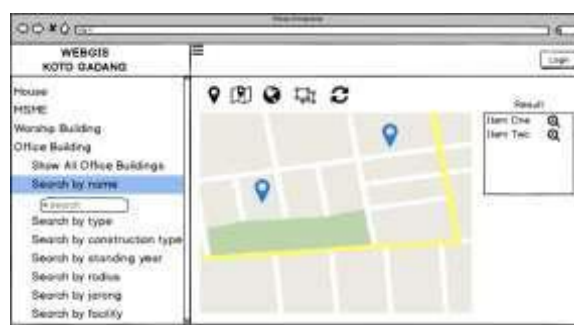 WEBGIS
KOTO GADANG
Login
House
MSME
Worship Building
Office Building
Show All Office Buildings
Search by name
search
Search by type
Search by construction type
Search by standing year
Search by radius
Search by jorong
Search by facility
Result
Item One
Item Two